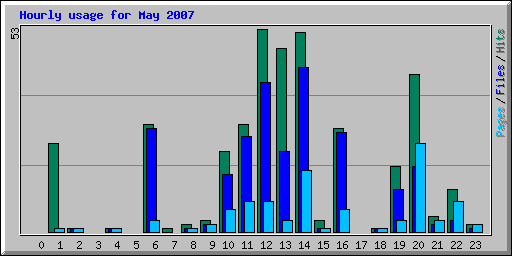 Hourly usage for May 2007
53
Pages / Files / Hits
0 1 2 3 4 5 6 7 8 9 10 11 12 13 14 15 16 17 18 19 20 21 22 23